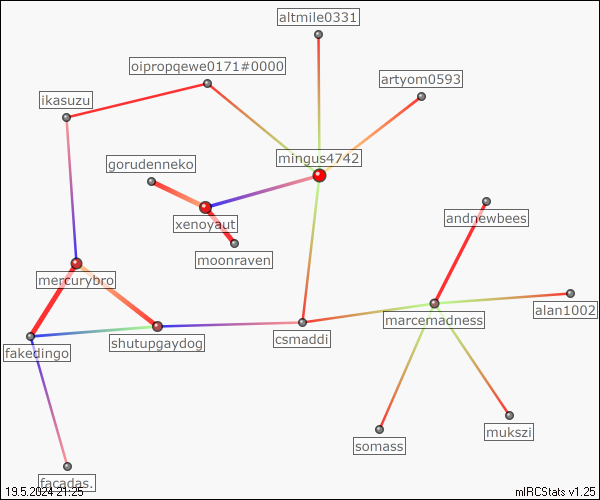 altmile0331
oipropqewe0171#0000
artyom0593
ikasuzu
mingus4742
gorudenneko
andnewbees
xenoyaut
moonraven
mercurybro
alan1002
marcemadness
shutupgaydog
csmaddi
fakedingo
mukszi
somass
facadas.
19.5.2024 21:25
mIRCStats v1.25